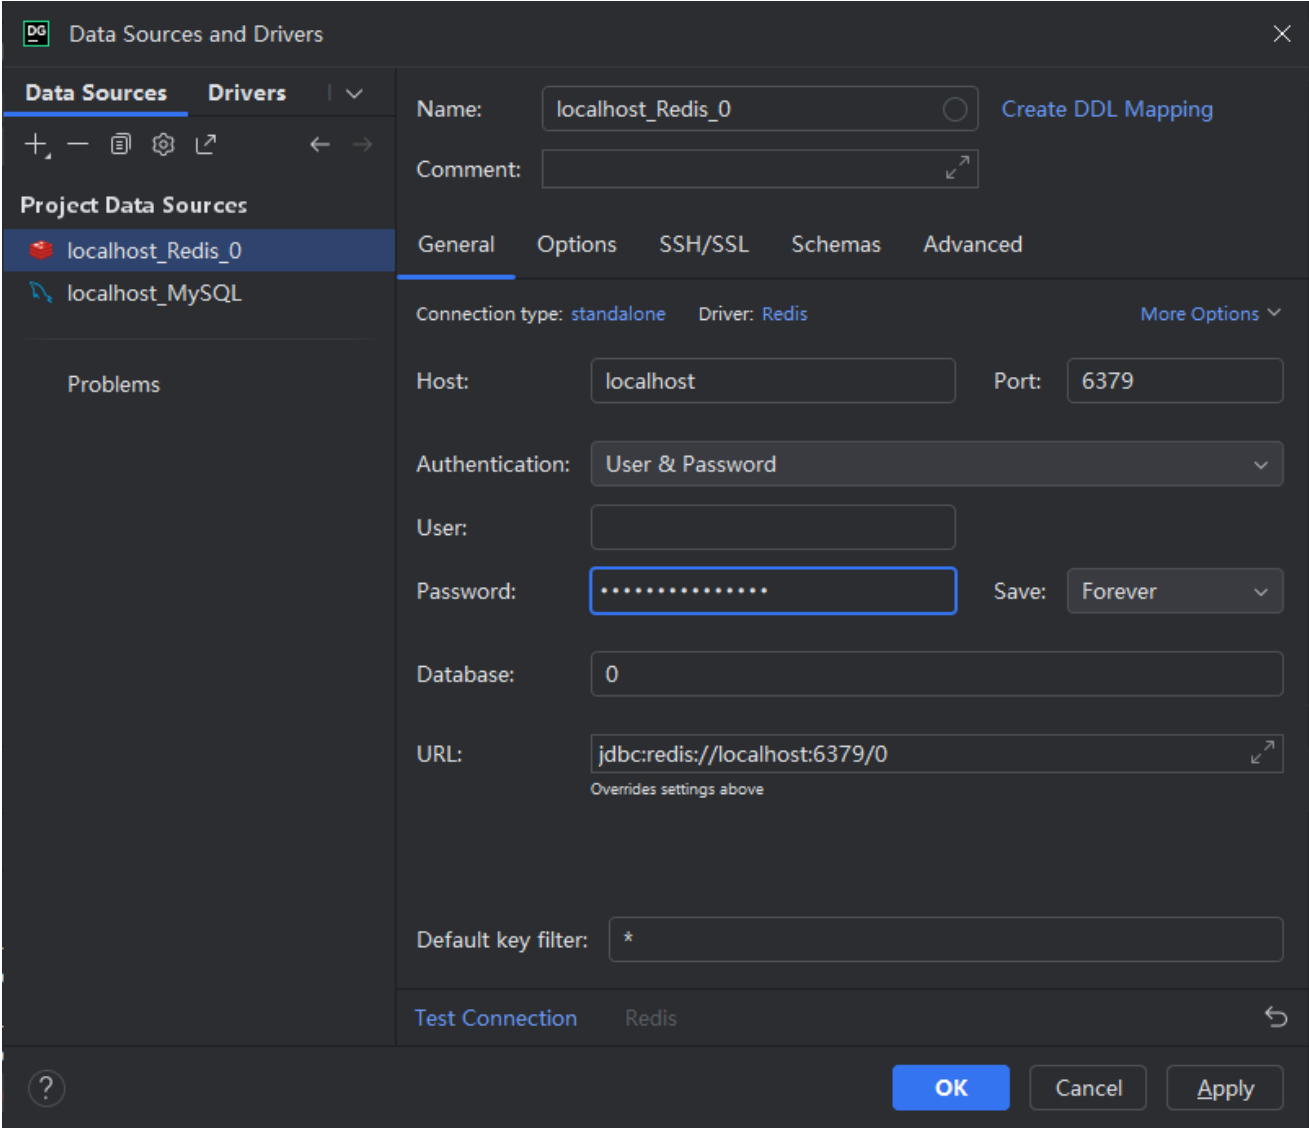 DG Data Sources and Drivers
Data Sources Drivers
Project Data Sources
localhost_Redis_0
localhost_MySQL
Problems
Name: localhost_Redis_0 Create DDL Mapping
Comment:
General Options SSH/SSL Schemas Advanced
Connection type: standalone Driver: Redis More Options
Host: localhost Port: 6379
Authentication: User & Password
User:
Password: ••••••••••••••• Save: Forever
Database: 0
URL: jdbc:redis://localhost:6379/0
Overrides settings above
Default key filter: *
Test Connection Redis
? OK Cancel Apply